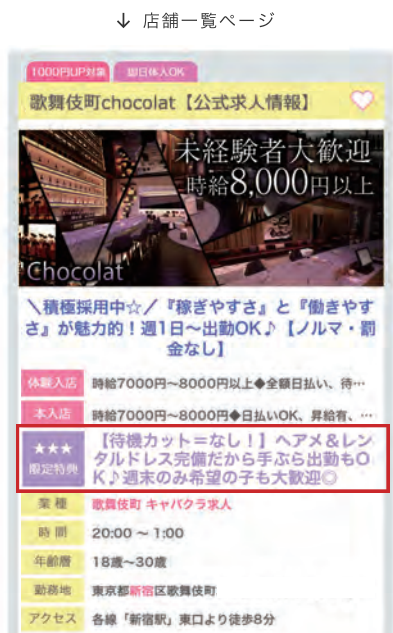 ↓ 店舗一覧ページ
1000円UP対象 即日体入OK
歌舞伎町chocolat【公式求人情報】
未経験者大歓迎
時給8,000円以上
Chocolat
＼積極採用中☆／『稼ぎやすさ』と『働きやす
さ』が魅力的！週1日〜出勤OK♪【ノルマ・罰
金なし】
体験入店 時給7000円〜8000円以上◆全額日払い、待…
本入店 時給7000円〜8000円◆日払いOK、昇給有、…
★★★
限定特典
【待機カット＝なし！】ヘアメ＆レン
タルドレス完備だから手ぶら出勤もO
K♪週末のみ希望の子も大歓迎◎
業種 歌舞伎町 キャバクラ求人
時間 20:00 〜 1:00
年齢層 18歳〜30歳
勤務地 東京都新宿区歌舞伎町
アクセス 各線「新宿駅」東口より徒歩8分